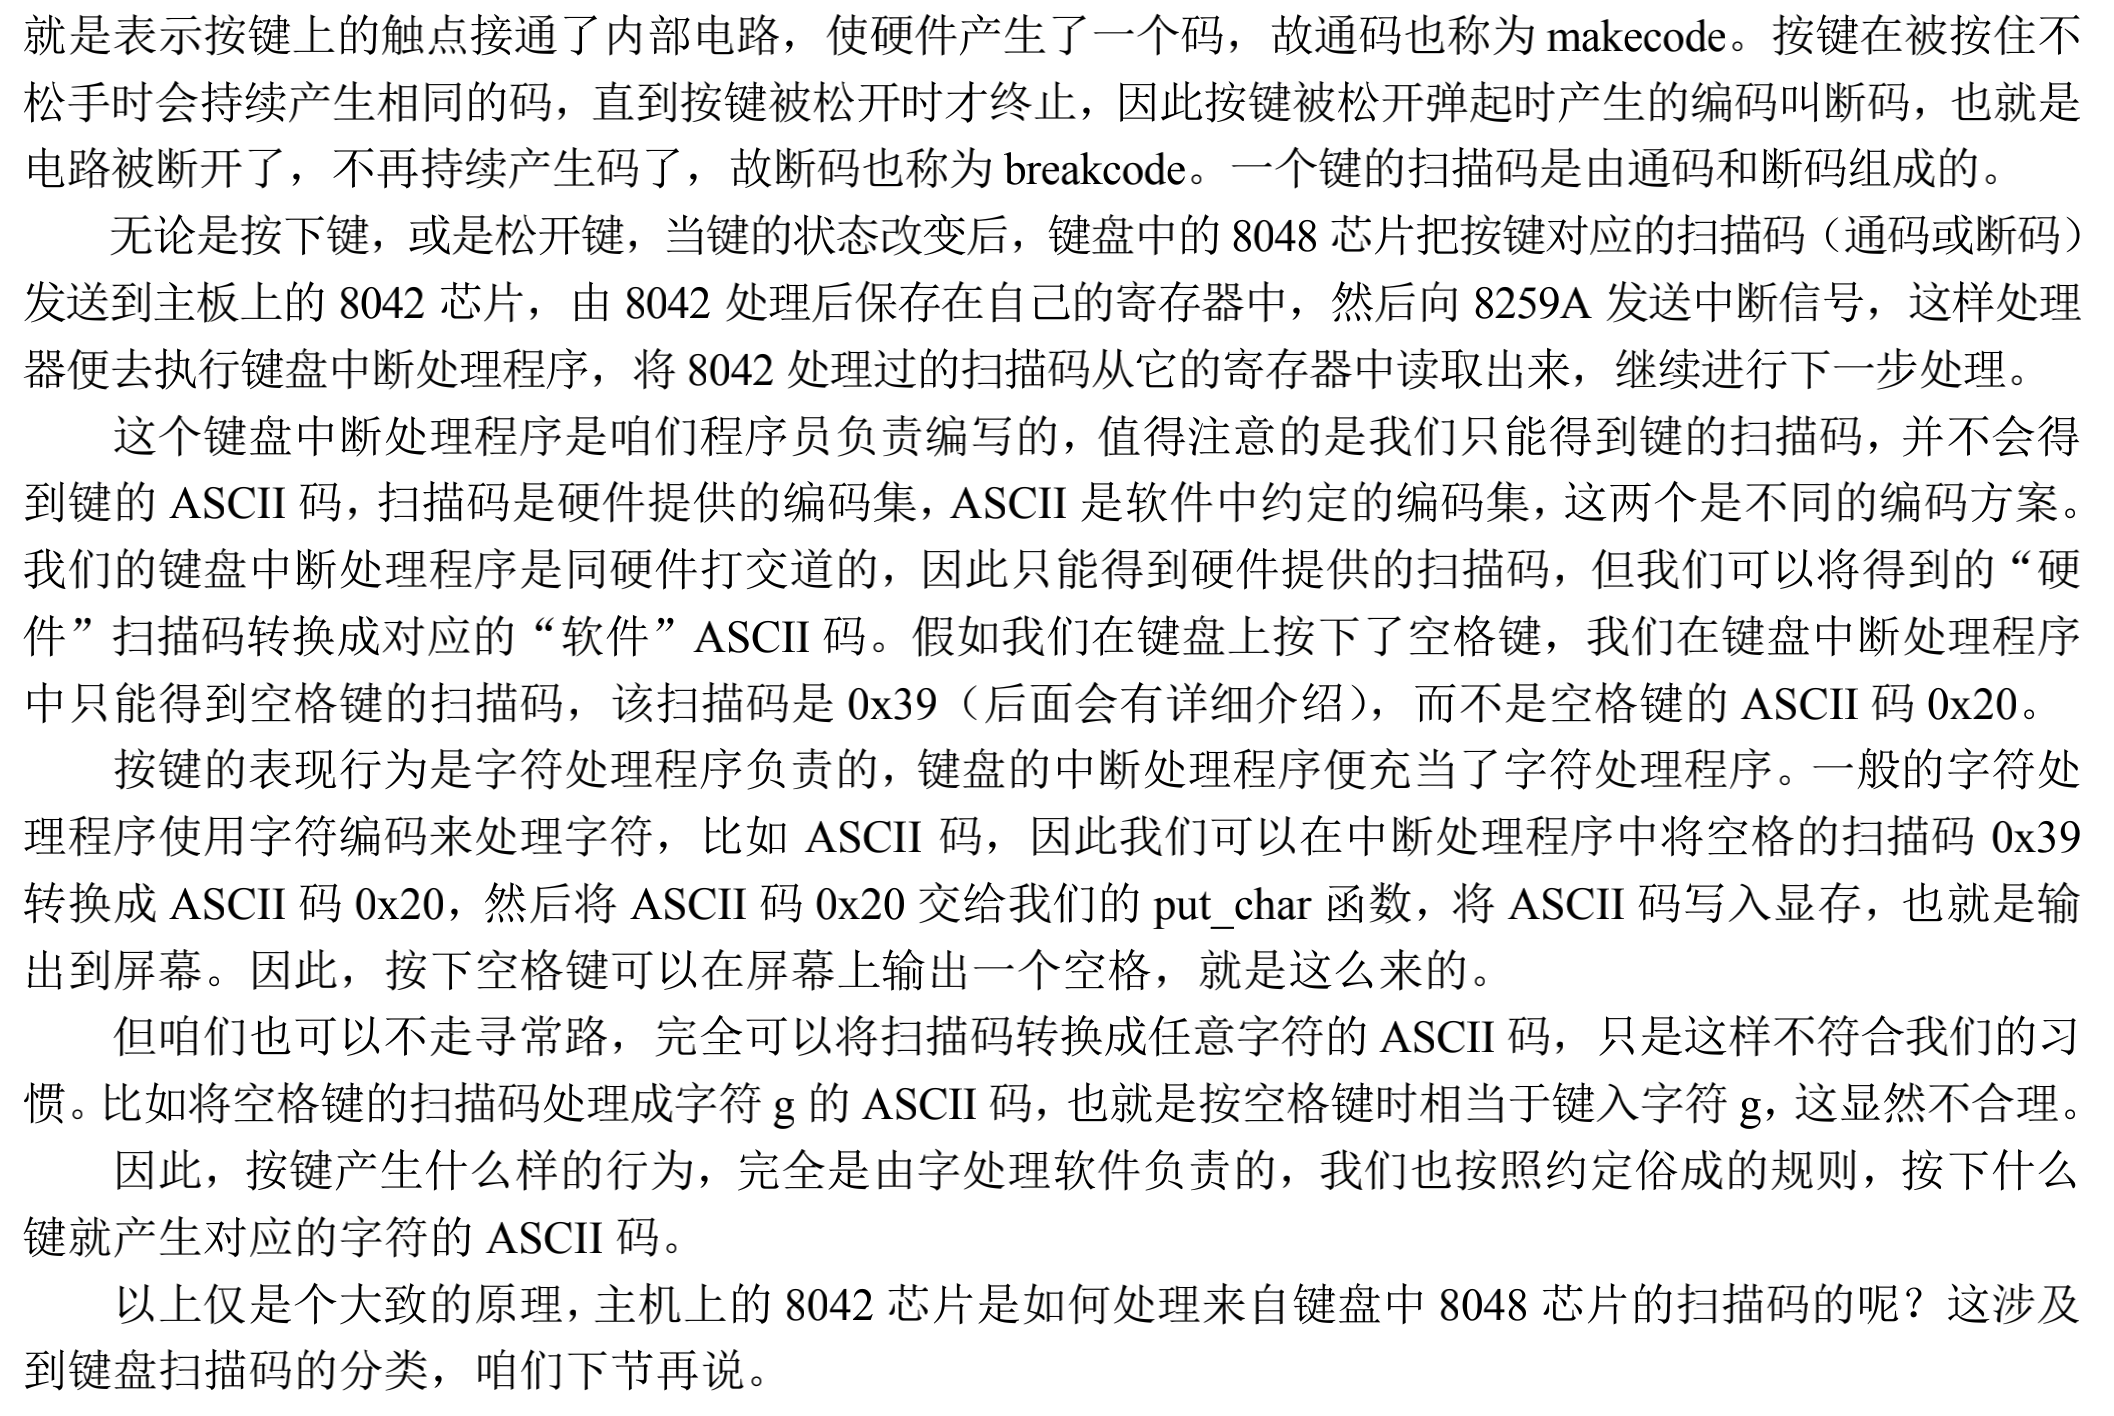 就是表示按键上的触点接通了内部电路，使硬件产生了一个码，故通码也称为 makecode。按键在被按住不
松手时会持续产生相同的码，直到按键被松开时才终止，因此按键被松开弹起时产生的编码叫断码，也就是
电路被断开了，不再持续产生码了，故断码也称为 breakcode。一个键的扫描码是由通码和断码组成的。
无论是按下键，或是松开键，当键的状态改变后，键盘中的 8048 芯片把按键对应的扫描码（通码或断码）
发送到主板上的 8042 芯片，由 8042 处理后保存在自己的寄存器中，然后向 8259A 发送中断信号，这样处理
器便去执行键盘中断处理程序，将 8042 处理过的扫描码从它的寄存器中读取出来，继续进行下一步处理。
这个键盘中断处理程序是咱们程序员负责编写的，值得注意的是我们只能得到键的扫描码，并不会得
到键的 ASCII 码，扫描码是硬件提供的编码集，ASCII 是软件中约定的编码集，这两个是不同的编码方案。
我们的键盘中断处理程序是同硬件打交道的，因此只能得到硬件提供的扫描码，但我们可以将得到的“硬
件”扫描码转换成对应的“软件”ASCII 码。假如我们在键盘上按下了空格键，我们在键盘中断处理程序
中只能得到空格键的扫描码，该扫描码是 0x39（后面会有详细介绍），而不是空格键的 ASCII 码 0x20。
按键的表现行为是字符处理程序负责的，键盘的中断处理程序便充当了字符处理程序。一般的字符处
理程序使用字符编码来处理字符，比如 ASCII 码，因此我们可以在中断处理程序中将空格的扫描码 0x39
转换成 ASCII 码 0x20，然后将 ASCII 码 0x20 交给我们的 put_char 函数，将 ASCII 码写入显存，也就是输
出到屏幕。因此，按下空格键可以在屏幕上输出一个空格，就是这么来的。
但咱们也可以不走寻常路，完全可以将扫描码转换成任意字符的 ASCII 码，只是这样不符合我们的习
惯。比如将空格键的扫描码处理成字符 g 的 ASCII 码，也就是按空格键时相当于键入字符 g，这显然不合理。
因此，按键产生什么样的行为，完全是由字处理软件负责的，我们也按照约定俗成的规则，按下什么
键就产生对应的字符的 ASCII 码。
以上仅是个大致的原理，主机上的 8042 芯片是如何处理来自键盘中 8048 芯片的扫描码的呢？这涉及
到键盘扫描码的分类，咱们下节再说。